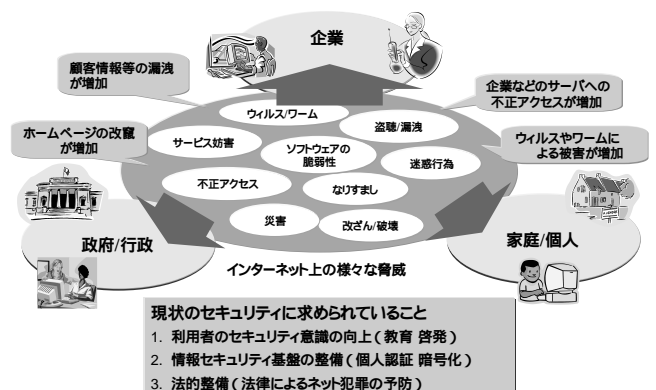 企業
顧客情報等の漏洩
が増加
企業などのサーバへの
不正アクセスが増加
ウィルス/ワーム
盗聴/漏洩
ホームページの改竄
が増加
サービス妨害
ソフトウェアの
脆弱性
迷惑行為
ウィルスやワームに
よる被害が増加
不正アクセス
なりすまし
災害
改ざん/破壊
政府/行政
家庭/個人
インターネット上の様々な脅威
現状のセキュリティに求められていること
1. 利用者のセキュリティ意識の向上(教育 啓発)
2. 情報セキュリティ基盤の整備(個人認証 暗号化)
3. 法的整備(法律によるネット犯罪の予防)